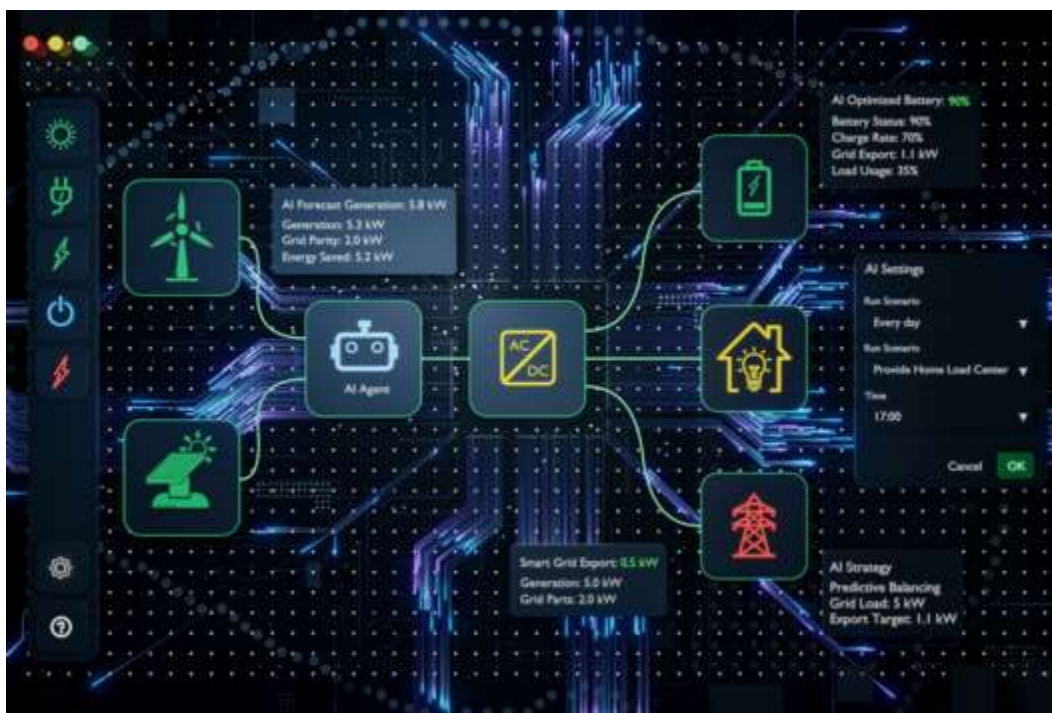 AI Forecast Generation: 5.8 kW
Generation: 5.3 kW
Grid Parity: 2.0 kW
Energy Saved: 5.2 kW
AI Agent
AC
DC
AI Optimized Battery: 90%
Battery Status: 90%
Charge Rate: 70%
Grid Export: 1.1 kW
Load Usage: 35%
AI Settings
Run Scenario
Every day
Run Scenario
Provide Home Load Center
Time
17:00
Cancel
OK
Smart Grid Export: 0.5 kW
Generation: 5.0 kW
Grid Parts: 2.0 kW
AI Strategy
Predictive Balancing
Grid Load: 5 kW
Export Target: 1.1 kW
?